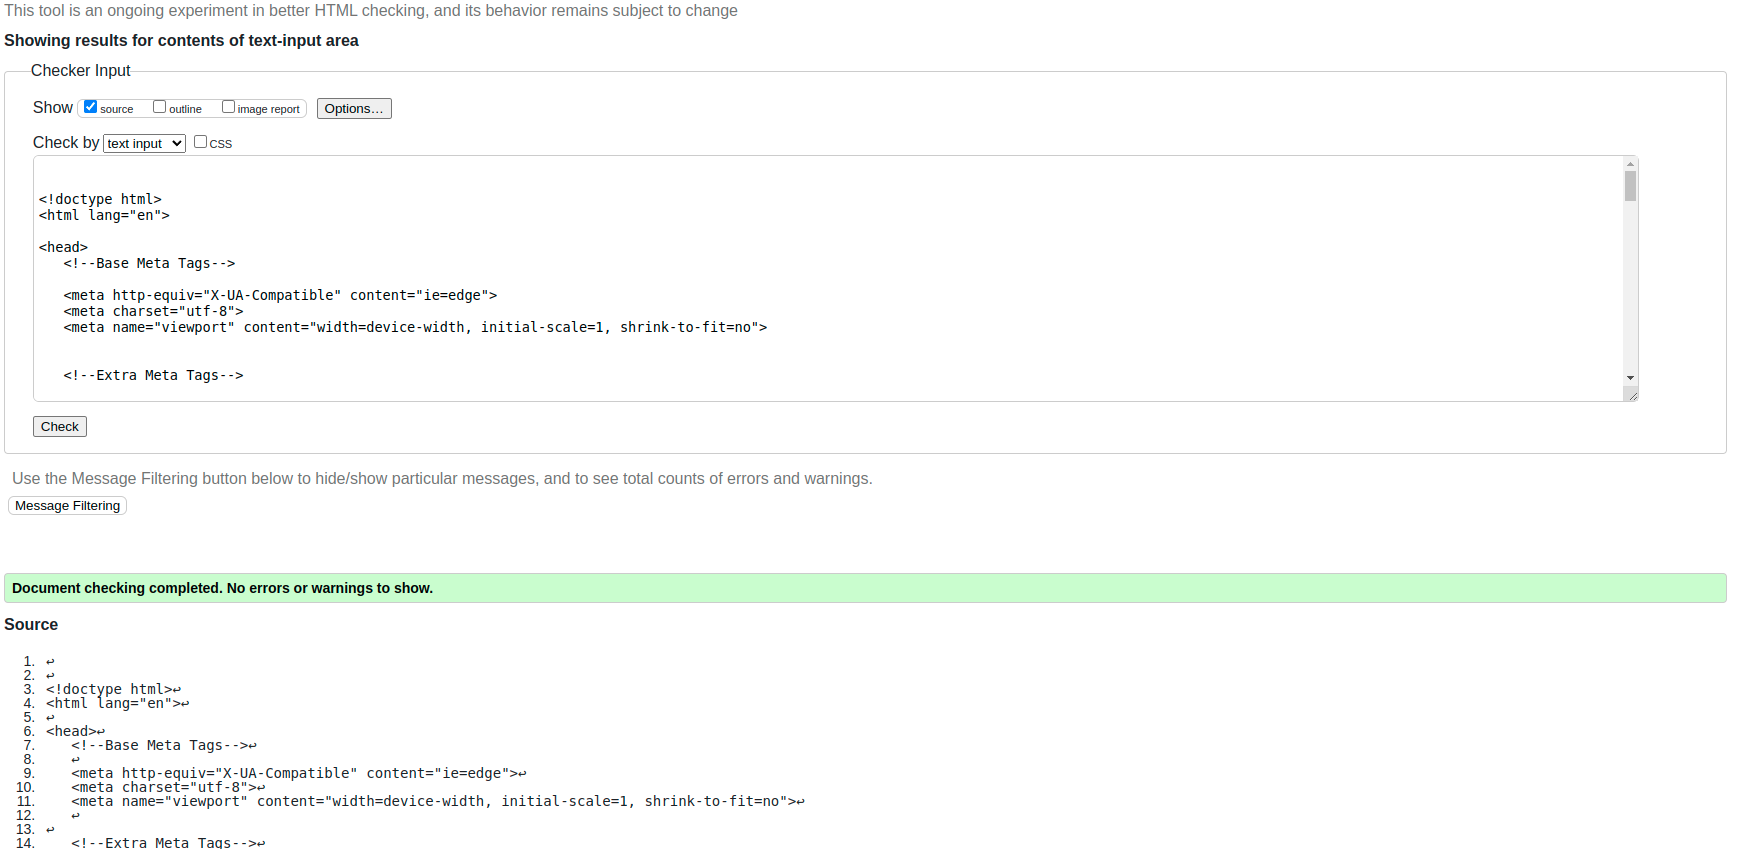 This tool is an ongoing experiment in better HTML checking, and its behavior remains subject to change
Showing results for contents of text-input area
Checker Input
Show source outline image report Options...
Check by text input CSS
<!doctype html>
<html lang="en">
<head>
<!--Base Meta Tags-->
<meta http-equiv="X-UA-Compatible" content="ie=edge">
<meta charset="utf-8">
<meta name="viewport" content="width=device-width, initial-scale=1, shrink-to-fit=no">
<!--Extra Meta Tags-->
Check
Use the Message Filtering button below to hide/show particular messages, and to see total counts of errors and warnings.
Message Filtering
Document checking completed. No errors or warnings to show.
Source
1. ↩
2. ↩
3. <!doctype html>↩
4. <html lang="en">↩
5. ↩
6. <head>↩
7. <!--Base Meta Tags-->↩
8. ↩
9. <meta http-equiv="X-UA-Compatible" content="ie=edge">↩
10. <meta charset="utf-8">↩
11. <meta name="viewport" content="width=device-width, initial-scale=1, shrink-to-fit=no">↩
12. ↩
13. ↩
14. <!--Extra Meta Tags-->↩